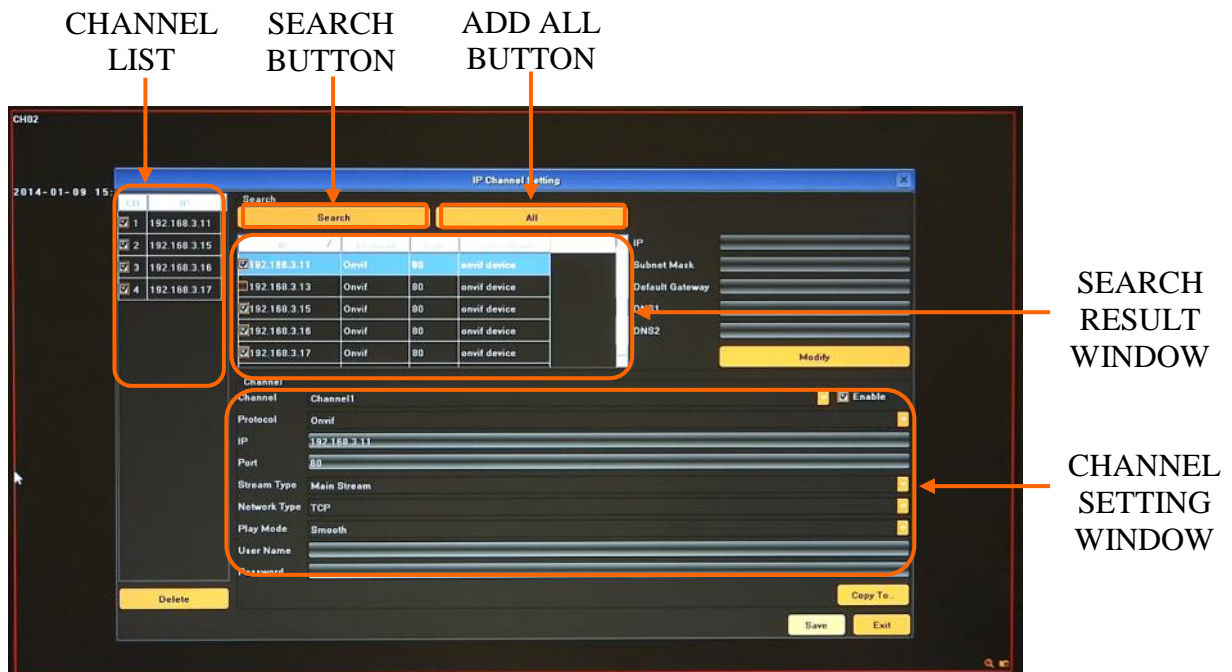 CHANNEL
LIST
SEARCH
BUTTON
ADD ALL
BUTTON
CH02
2014-01-09 15:
IP Channel Setting
CH IP
1 192.168.3.11
2 192.168.3.15
3 192.168.3.16
4 192.168.3.17
Delete
Search
Search
All
IP
192.168.3.11 Onvif 80 onvif device
192.168.3.13 Onvif 80 onvif device
192.168.3.15 Onvif 80 onvif device
192.168.3.16 Onvif 80 onvif device
192.168.3.17 Onvif 80 onvif device
IP
Subnet Mask
Default Gateway
DNS1
DNS2
Modify
Channel
Channel Channel1 Enable
Protocol Onvif
IP 192.168.3.11
Port 80
Stream Type Main Stream
Network Type TCP
Play Mode Smooth
User Name
Password
Copy To..
Save
Exit
SEARCH
RESULT
WINDOW
CHANNEL
SETTING
WINDOW